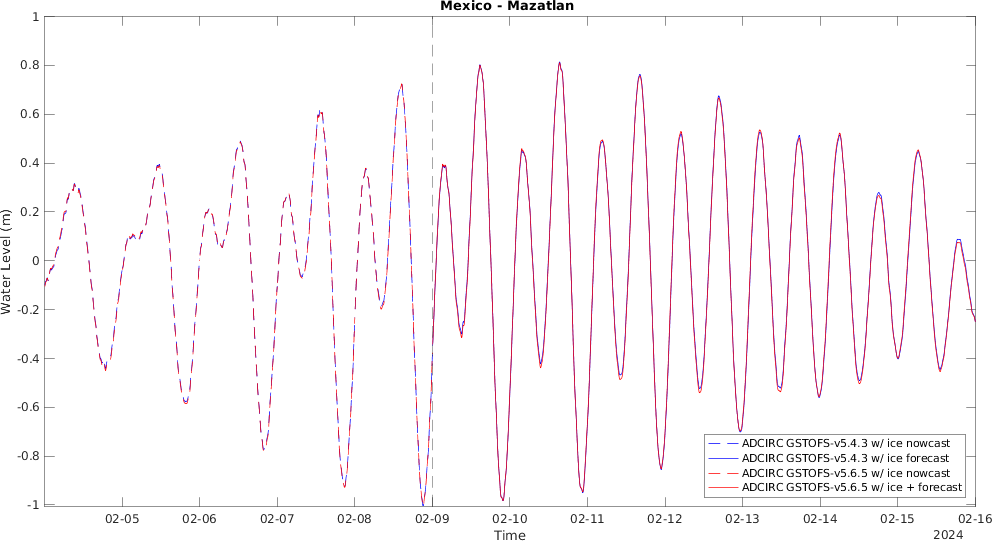 Mexico - Mazatlan
Water Level (m)
1
0.8
0.6
0.4
0.2
0
-0.2
-0.4
-0.6
-0.8
-1
ADCIRC GSTOFS-v5.4.3 w/ ice nowcast
ADCIRC GSTOFS-v5.4.3 w/ ice forecast
ADCIRC GSTOFS-v5.6.5 w/ ice nowcast
ADCIRC GSTOFS-v5.6.5 w/ ice + forecast
02-05 02-06 02-07 02-08 02-09 02-10 02-11 02-12 02-13 02-14 02-15 02-16
Time
2024